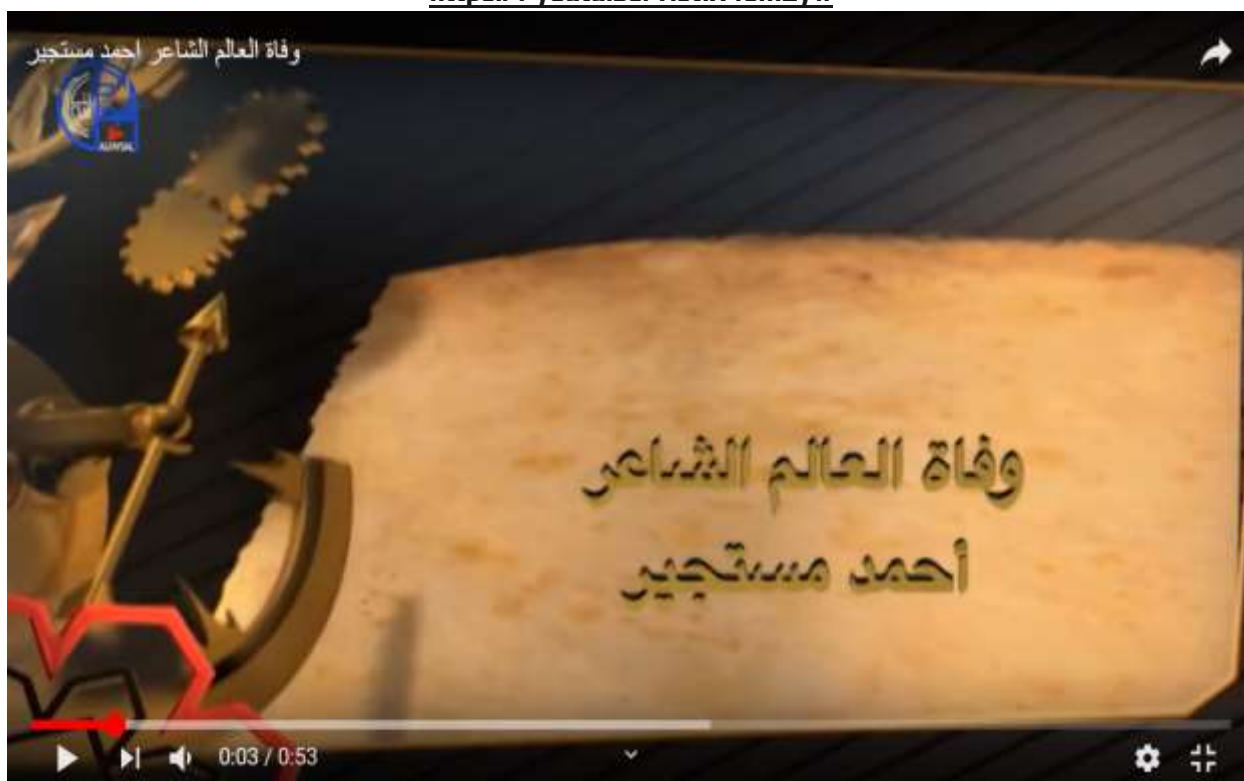 وفاة العالم الشاعر احمد مستجير
وفاة العالم الشاعر
أحمد مستجير
0:03 / 0:53